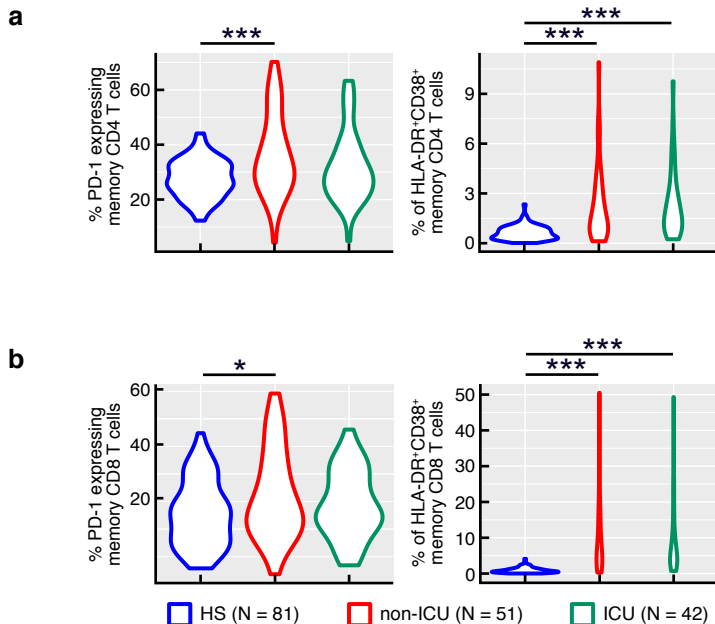 a
***
% PD-1 expressing
memory CD4 T cells
60
40
20
***
***
% of HLA-DR⁺CD38⁺
memory CD4 T cells
9
6
3
0
b
*
% PD-1 expressing
memory CD8 T cells
60
40
20
***
***
% of HLA-DR⁺CD38⁺
memory CD8 T cells
50
40
30
20
10
0
HS (N = 81)
non-ICU (N = 51)
ICU (N = 42)